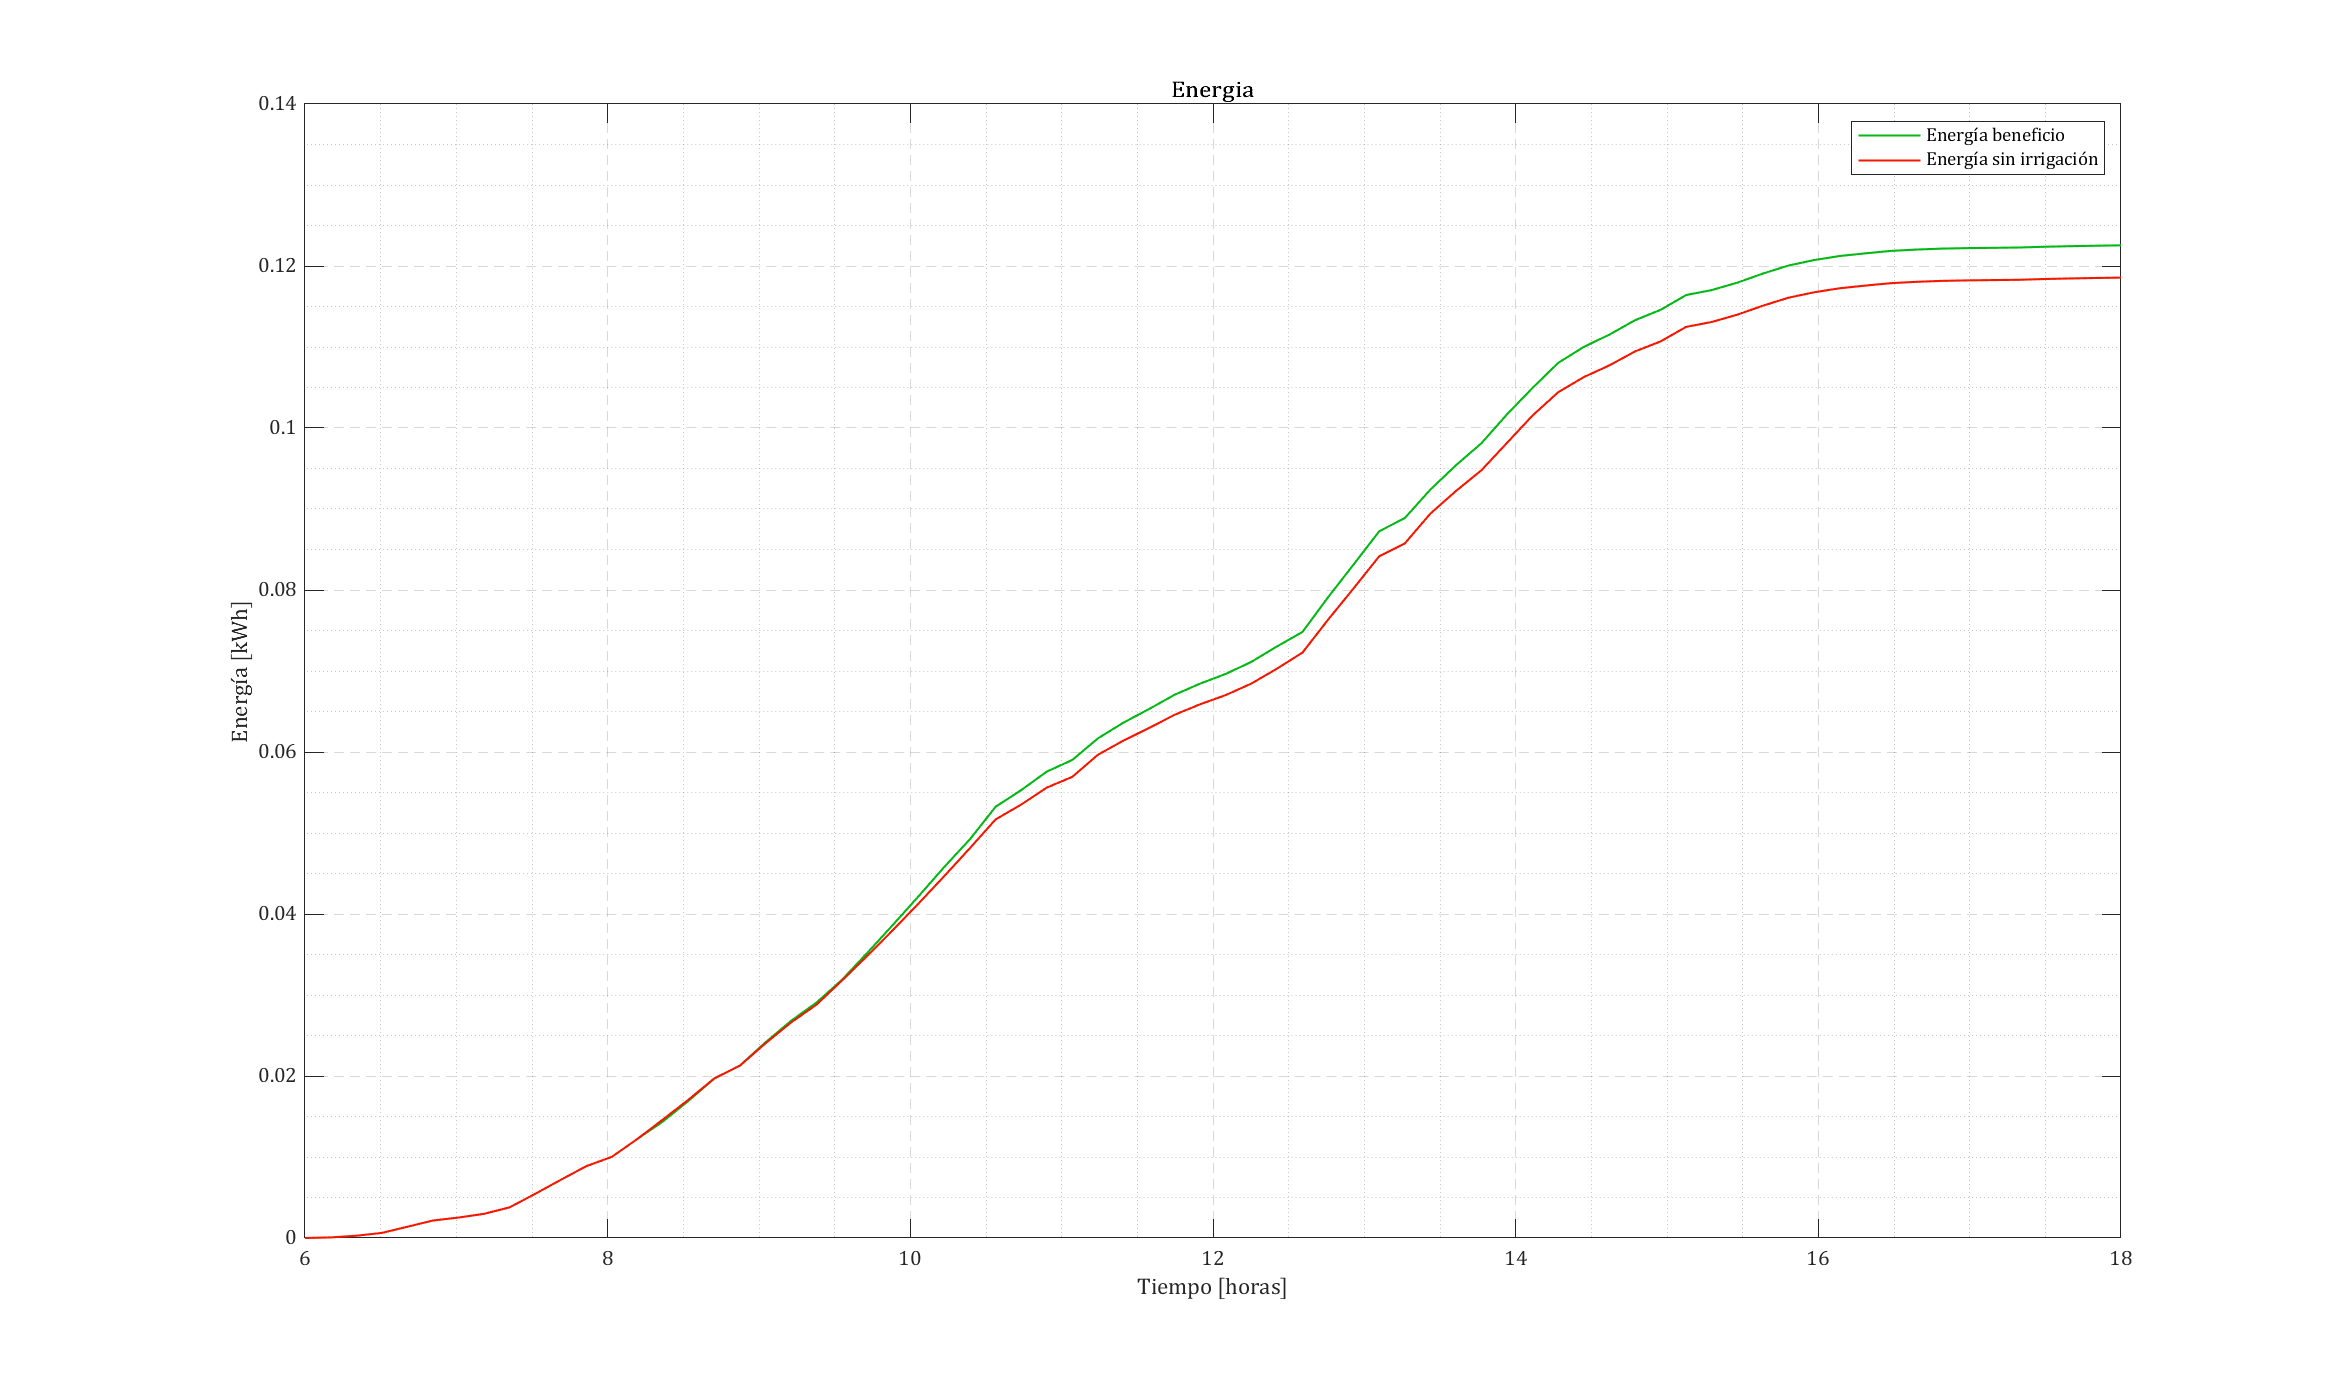 Energia
0.14
0.12
0.1
0.08
0.06
0.04
0.02
0
Energía [kWh]
Energía beneficio
Energía sin irrigación
6 8 10 12 14 16 18
Tiempo [horas]